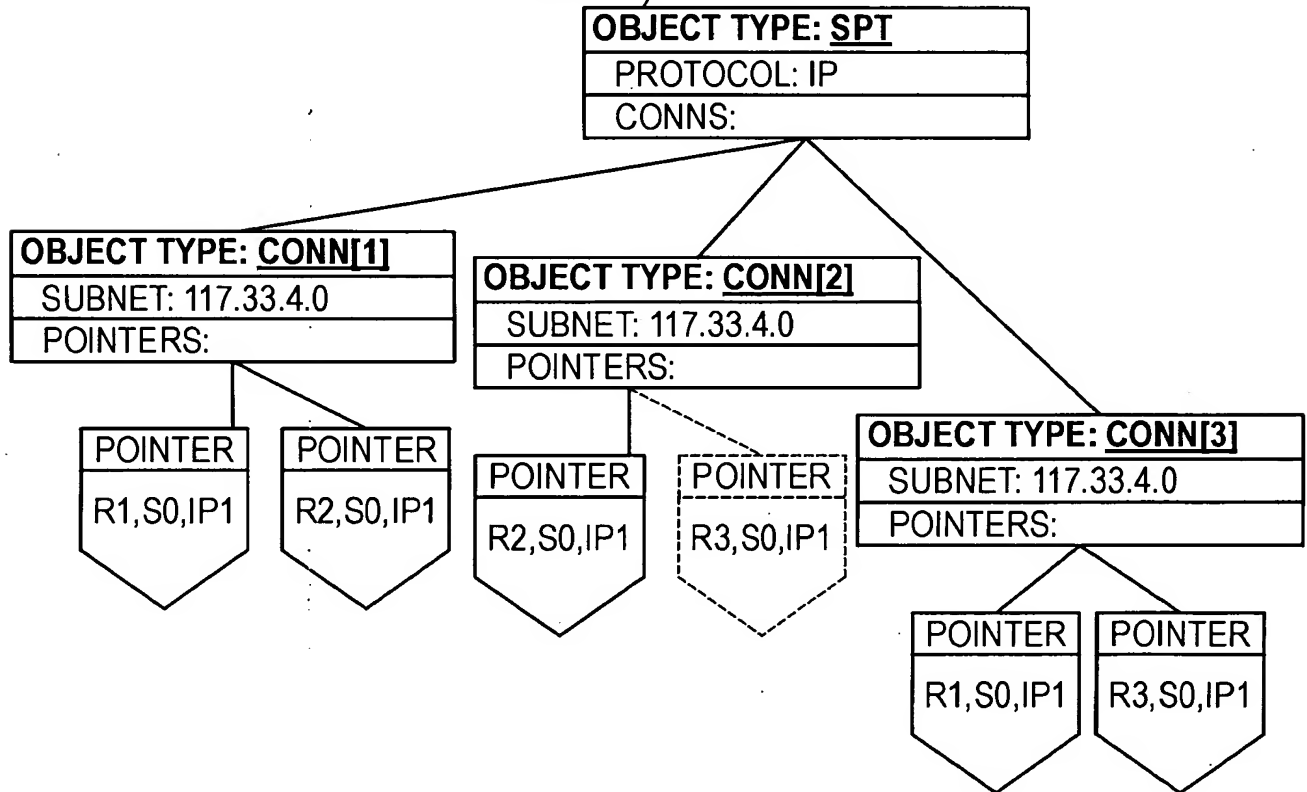 OBJECT TYPE: SPT
PROTOCOL: IP
CONNS:
OBJECT TYPE: CONN[1]
SUBNET: 117.33.4.0
POINTERS:
POINTER
R1,S0,IP1
POINTER
R2,S0,IP1
OBJECT TYPE: CONN[2]
SUBNET: 117.33.4.0
POINTERS:
POINTER
R2,S0,IP1
POINTER
R3,S0,IP1
OBJECT TYPE: CONN[3]
SUBNET: 117.33.4.0
POINTERS:
POINTER
R1,S0,IP1
POINTER
R3,S0,IP1